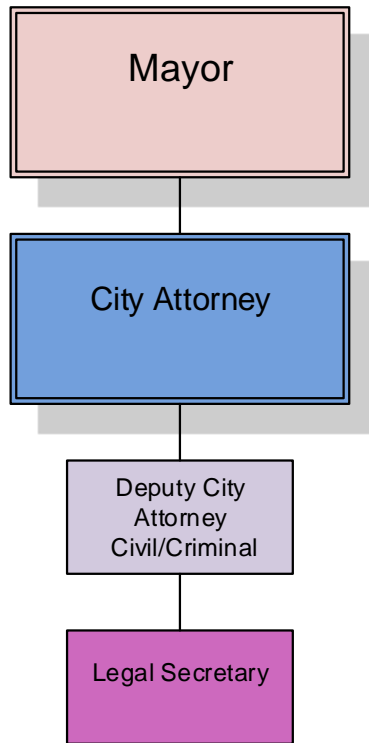 Mayor
City Attorney
Deputy City
Attorney
Civil/Criminal
Legal Secretary